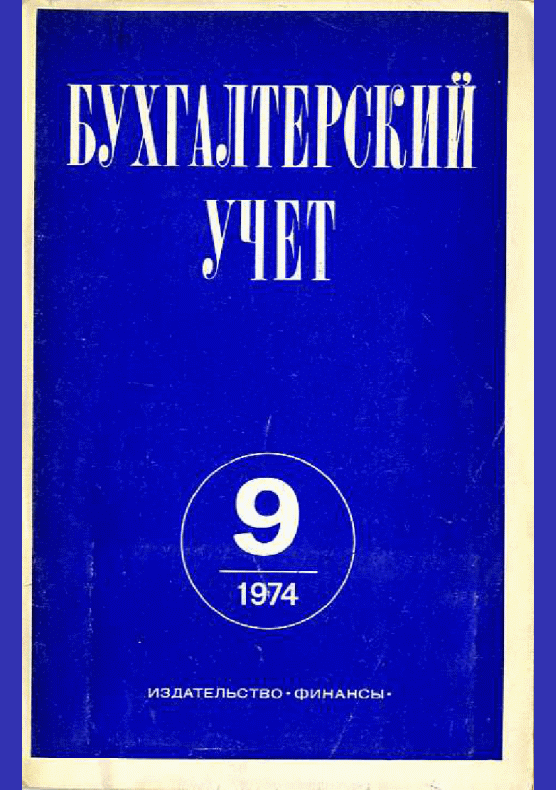 БУХГАЛТЕРСКИЙ
УЧЕТ
9
1974
ИЗДАТЕЛЬСТВО · ФИНАНСЫ ·